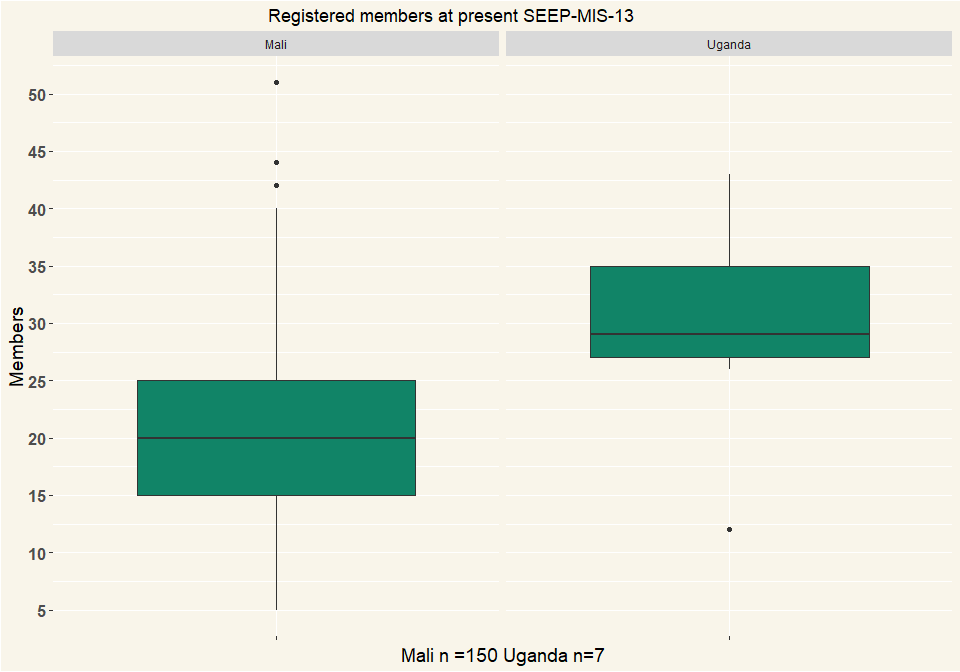 Registered members at present SEEP-MIS-13
Mali
Uganda
50
45
40
35
30
25
20
15
10
5
Members
Mali n =150 Uganda n=7